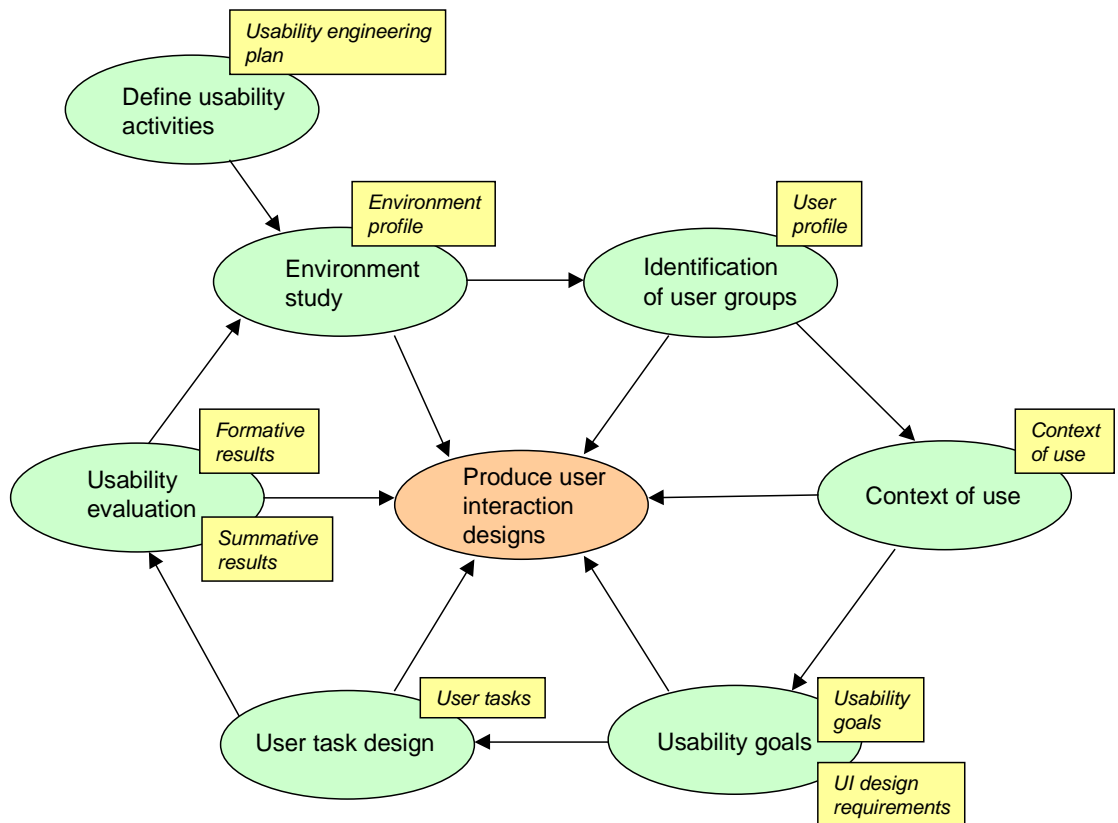 Usability engineering
plan
Define usability
activities
Environment
profile
User
profile
Environment
study
Identification
of user groups
Formative
results
Context
of use
Usability
evaluation
Produce user
interaction
designs
Context of use
Summative
results
User tasks
Usability
goals
User task design
Usability goals
UI design
requirements